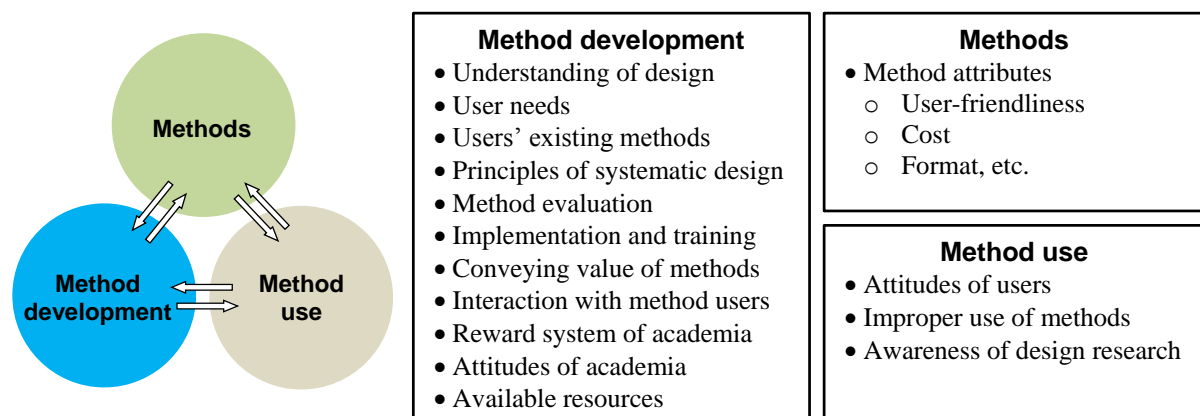 Methods
Method
development
Method
use
Method development
• Understanding of design
• User needs
• Users’ existing methods
• Principles of systematic design
• Method evaluation
• Implementation and training
• Conveying value of methods
• Interaction with method users
• Reward system of academia
• Attitudes of academia
• Available resources
Methods
• Method attributes
o User-friendliness
o Cost
o Format, etc.
Method use
• Attitudes of users
• Improper use of methods
• Awareness of design research